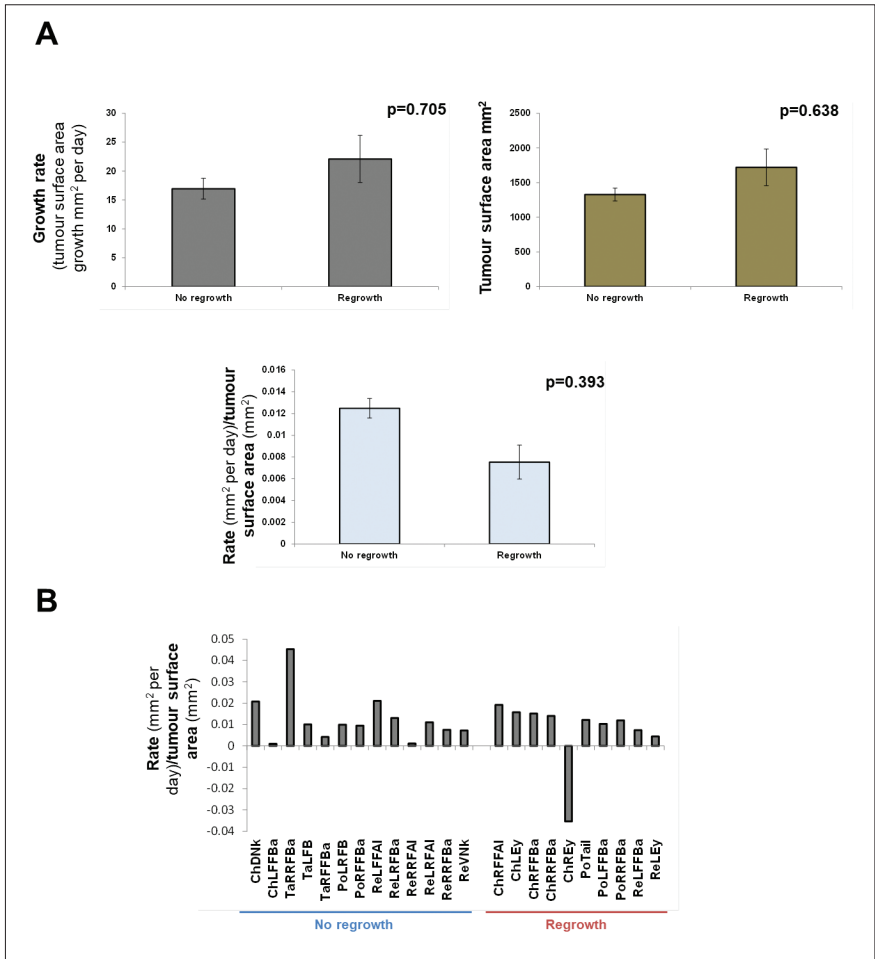 A
p=0.705
Growth rate
(tumour surface area
growth mm² per day)
30
25
20
15
10
5
0
No regrowth
Regrowth
p=0.638
Tumour surface area mm²
2500
2000
1500
1000
500
0
No regrowth
Regrowth
p=0.393
Rate (mm² per day)/tumour
surface area (mm²)
0.016
0.014
0.012
0.01
0.008
0.006
0.004
0.002
0
No regrowth
Regrowth
B
Rate (mm² per
day)/tumour surface
area (mm²)
0.05
0.04
0.03
0.02
0.01
0
-0.01
-0.02
-0.03
-0.04
ChDNk
ChLFFBa
TaRRFBa
TaLFB
TaRFFBa
PoLRFB
PoRFFBa
ReLFFAl
ReLRFBa
ReRRFAl
ReLRFAl
ReRRFBa
ReVNk
ChRFFAl
ChLEy
ChRFFBa
ChRRFBa
ChREy
PoTail
PoLFFBa
PoRRFBa
ReLFFBa
ReLEy
No regrowth
Regrowth